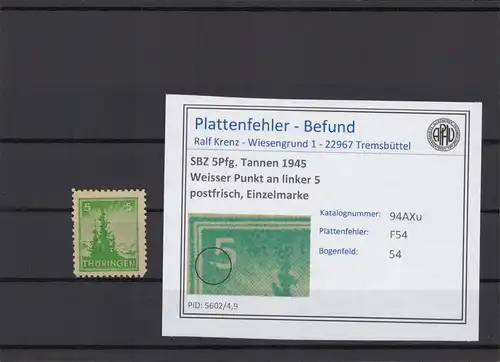 5 5
THÜRINGEN
Plattenfehler - Befund
Ralf Krenz - Wiesengrund 1 - 22967 Tremsbüttel
SBZ 5Pfg. Tannen 1945
Weisser Punkt an linker 5
postfrisch, Einzelmarke
Katalognummer: 94AXu
Plattenfehler: F54
Bogenfeld: 54
5
PID: 5602/4,9